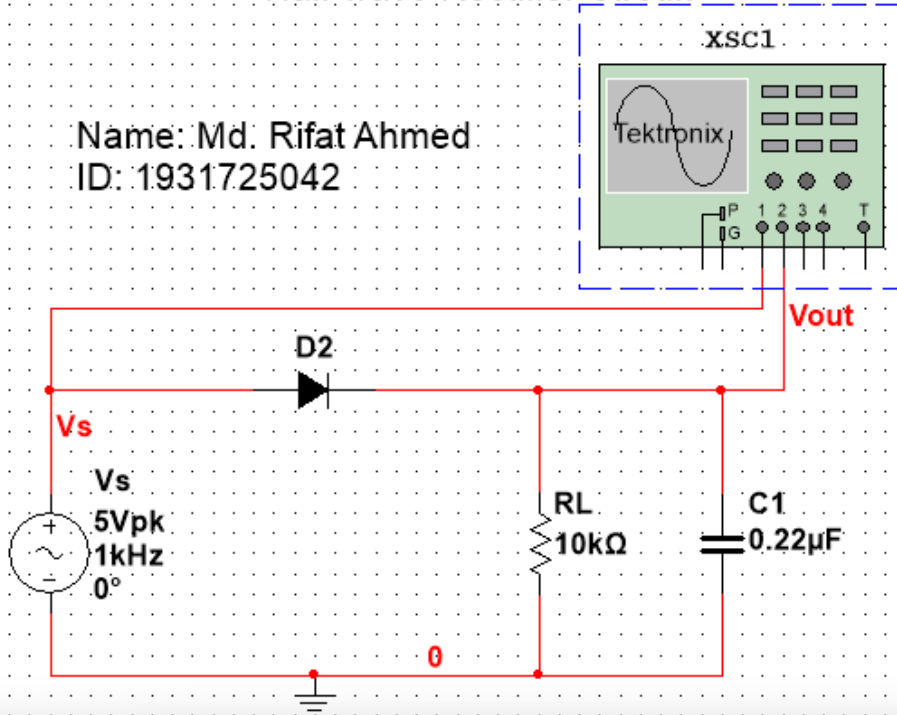 XSC1
Name: Md. Rifat Ahmed
ID: 1931725042
Tektronix
P 1 2 3 4 T
G
Vout
D2
Vs
Vs
5Vpk
1kHz
0°
RL
10kΩ
C1
0.22µF
0